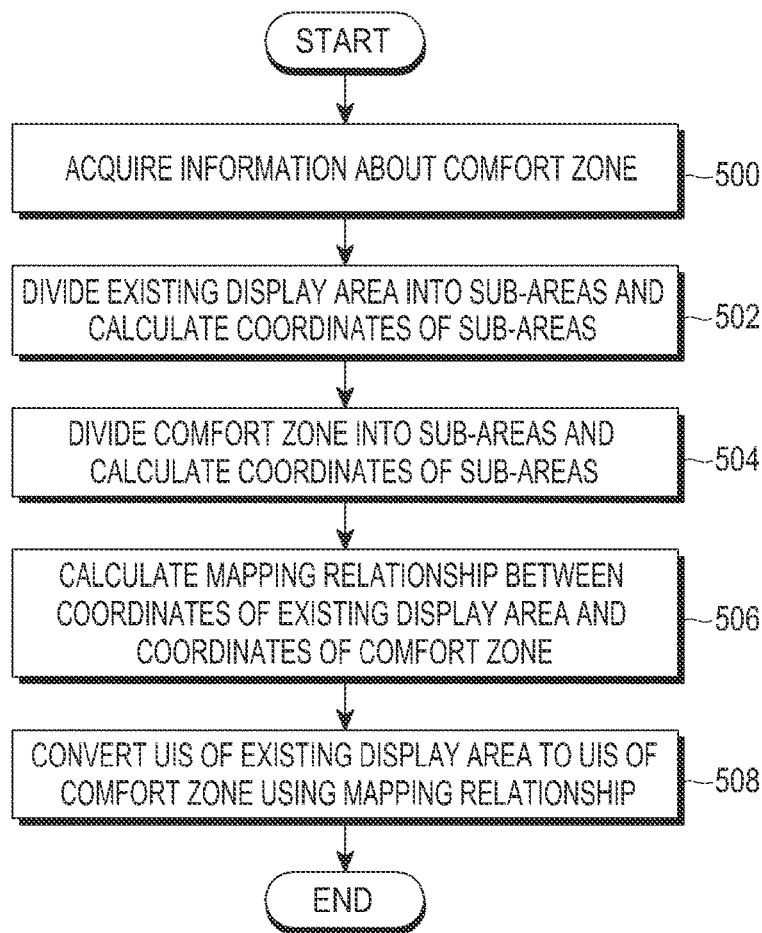 START
ACQUIRE INFORMATION ABOUT COMFORT ZONE
500
DIVIDE EXISTING DISPLAY AREA INTO SUB-AREAS AND
CALCULATE COORDINATES OF SUB-AREAS
502
DIVIDE COMFORT ZONE INTO SUB-AREAS AND
CALCULATE COORDINATES OF SUB-AREAS
504
CALCULATE MAPPING RELATIONSHIP BETWEEN
COORDINATES OF EXISTING DISPLAY AREA AND
COORDINATES OF COMFORT ZONE
506
CONVERT UIS OF EXISTING DISPLAY AREA TO UIS OF
COMFORT ZONE USING MAPPING RELATIONSHIP
508
END